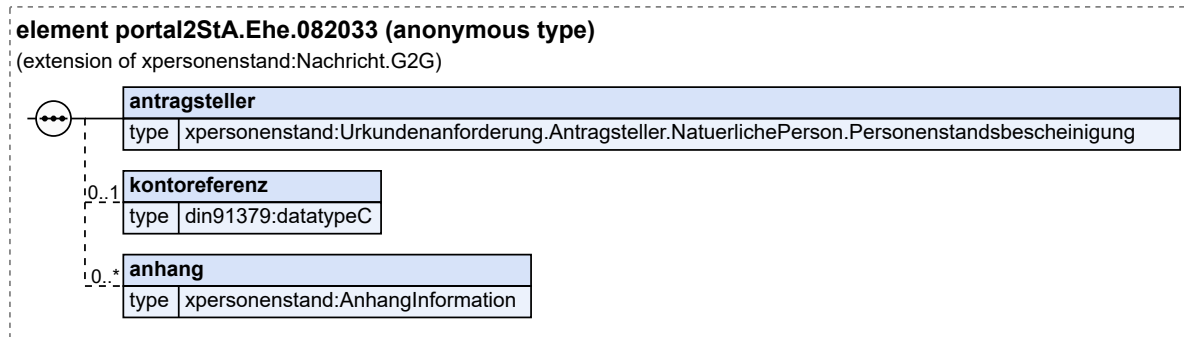 element portal2StA.Ehe.082033 (anonymous type)
(extension of xpersonenstand:Nachricht.G2G)
antragsteller
type xpersonenstand:Urkundenanforderung.Antragsteller.NatuerlichePerson.Personenstandsbescheinigung
0..1 kontoreferenz
type din91379:datatypeC
0..* anhang
type xpersonenstand:AnhangInformation